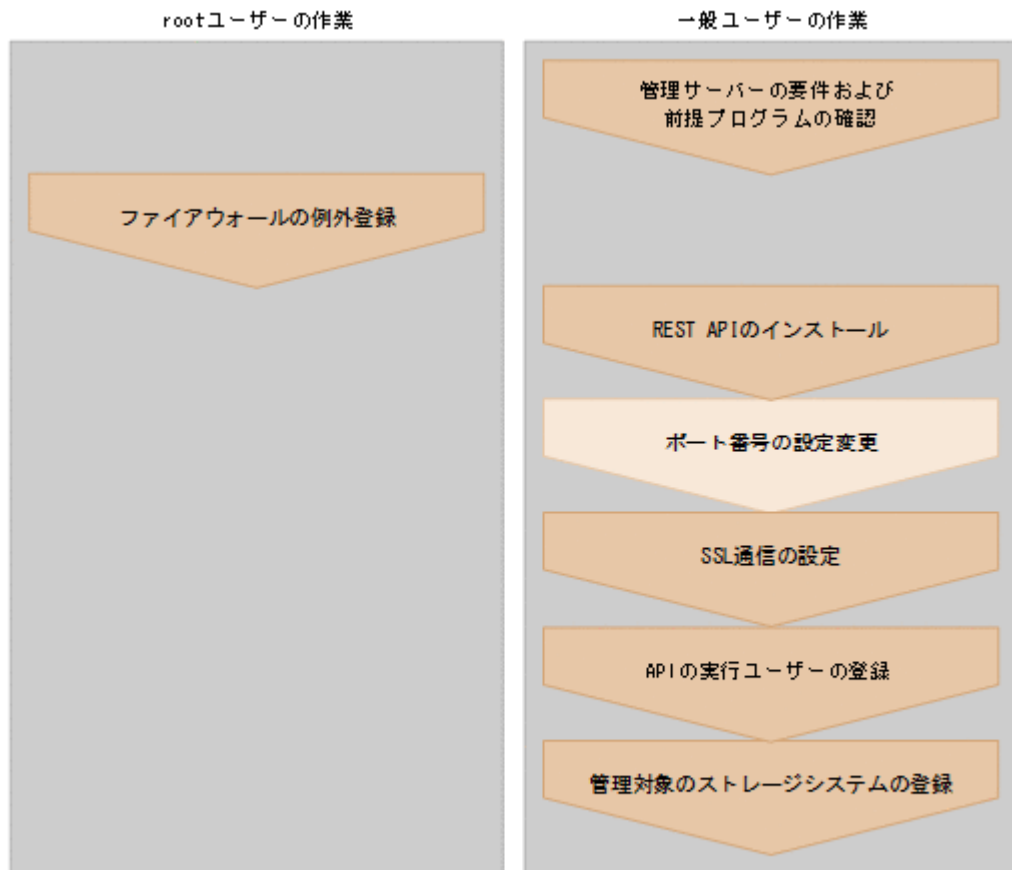 rootユーザーの作業
一般ユーザーの作業
管理サーバーの要件および
前提プログラムの確認
ファイアウォールの例外登録
REST APIのインストール
ポート番号の設定変更
SSL通信の設定
APIの実行ユーザーの登録
管理対象のストレージシステムの登録